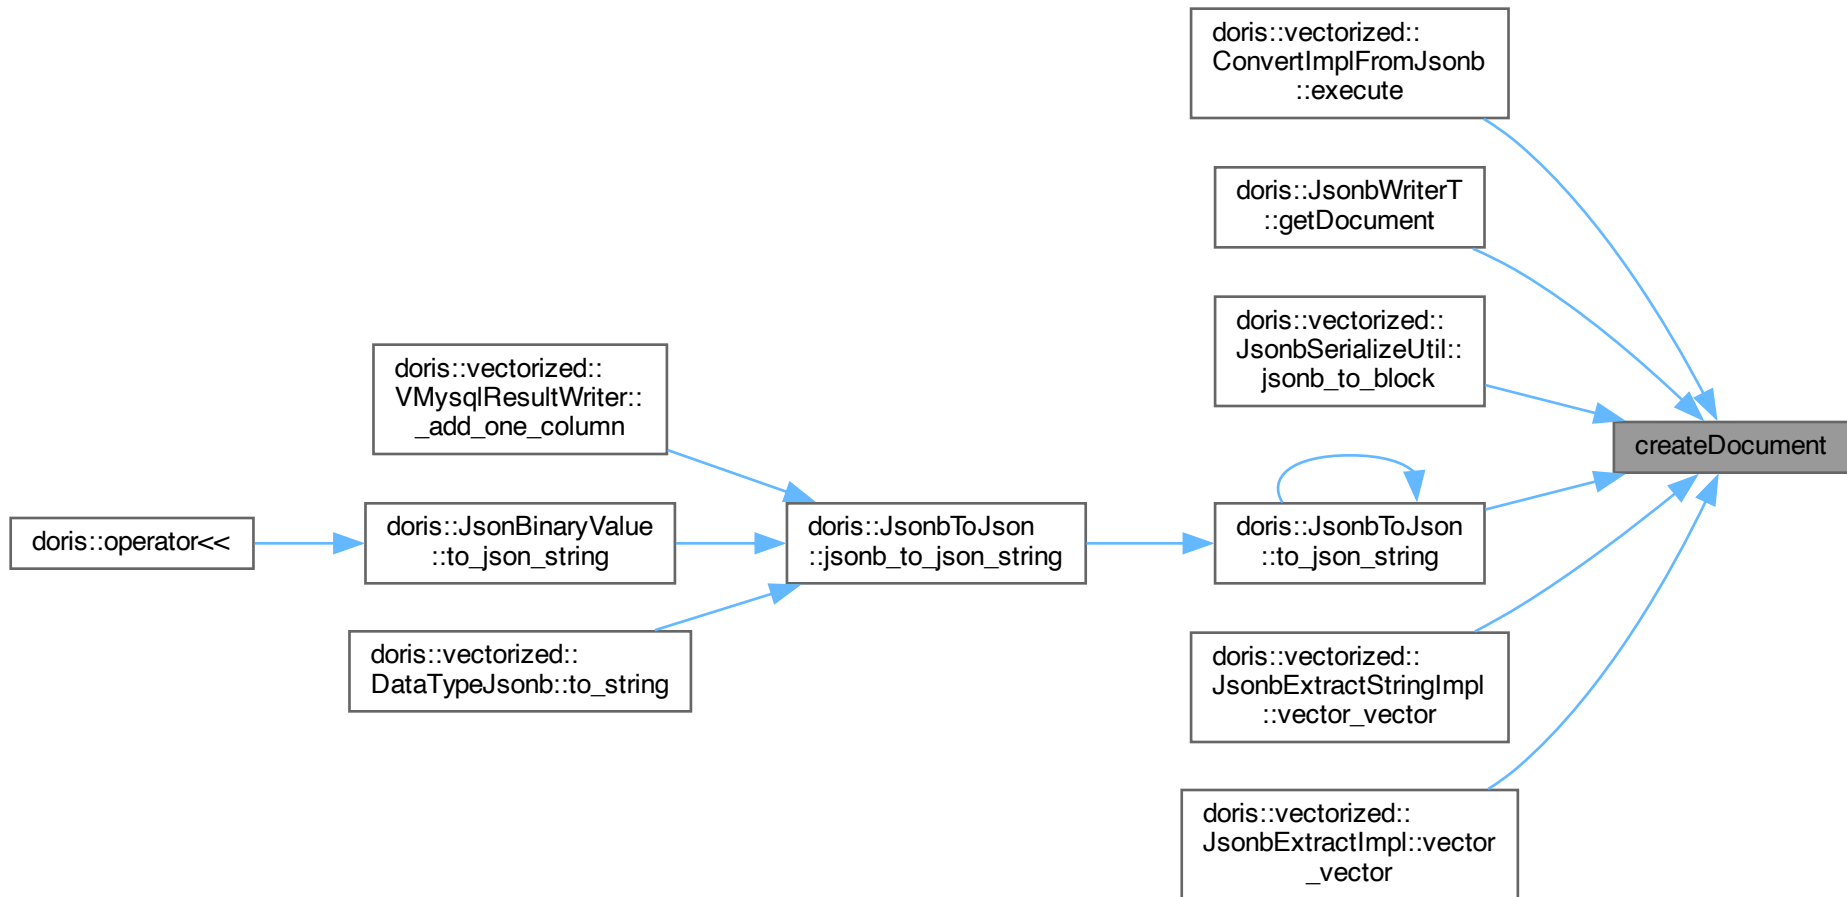 doris::vectorized::
ConvertImplFromJsonb
::execute
doris::JsonbWriterT
::getDocument
doris::vectorized::
JsonbSerializeUtil::
jsonb_to_block
doris::vectorized::
VMysqlResultWriter::
_add_one_column
createDocument
doris::operator<<
doris::JsonBinaryValue
::to_json_string
doris::JsonbToJson
::jsonb_to_json_string
doris::JsonbToJson
::to_json_string
doris::vectorized::
DataTypeJsonb::to_string
doris::vectorized::
JsonbExtractStringImpl
::vector_vector
doris::vectorized::
JsonbExtractImpl::vector
_vector